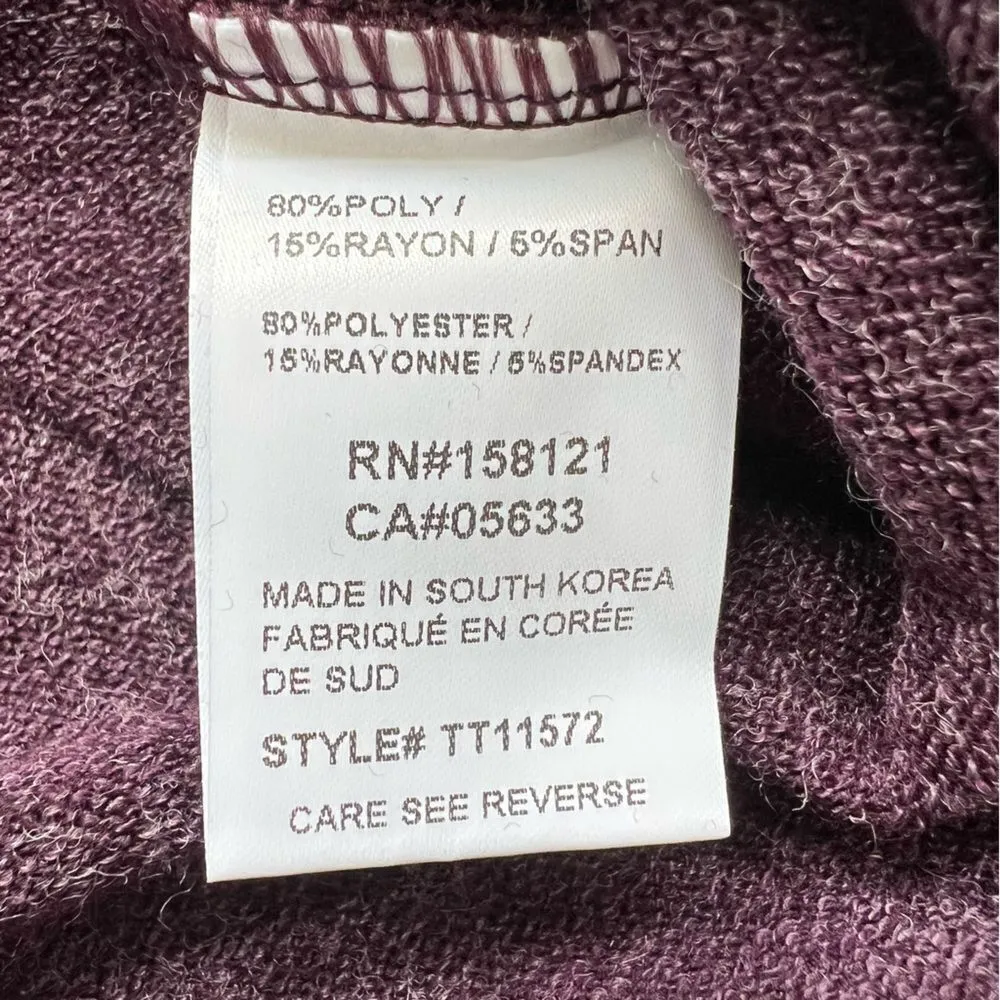 80%POLY /
15%RAYON / 5%SPAN
80%POLYESTER /
15%RAYONNE / 5%SPANDEX
RN#158121
CA#05633
MADE IN SOUTH KOREA
FABRIQUÉ EN CORÉE
DE SUD
STYLE# TT11572
CARE SEE REVERSE